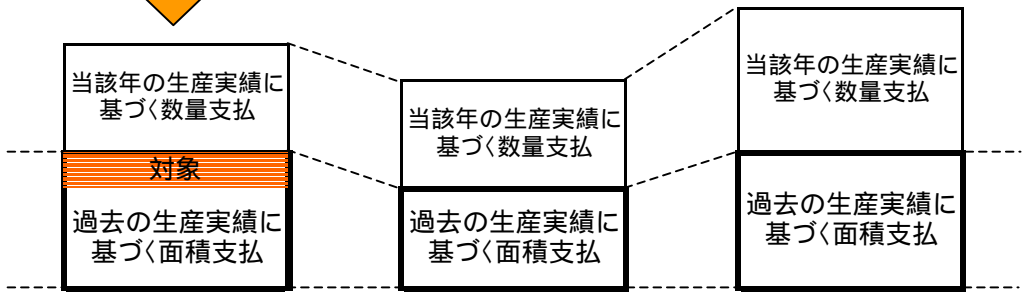 当該年の生産実績に
基づく数量支払
対象
過去の生産実績に
基づく面積支払
当該年の生産実績に
基づく数量支払
過去の生産実績に
基づく面積支払
当該年の生産実績に
基づく数量支払
過去の生産実績に
基づく面積支払